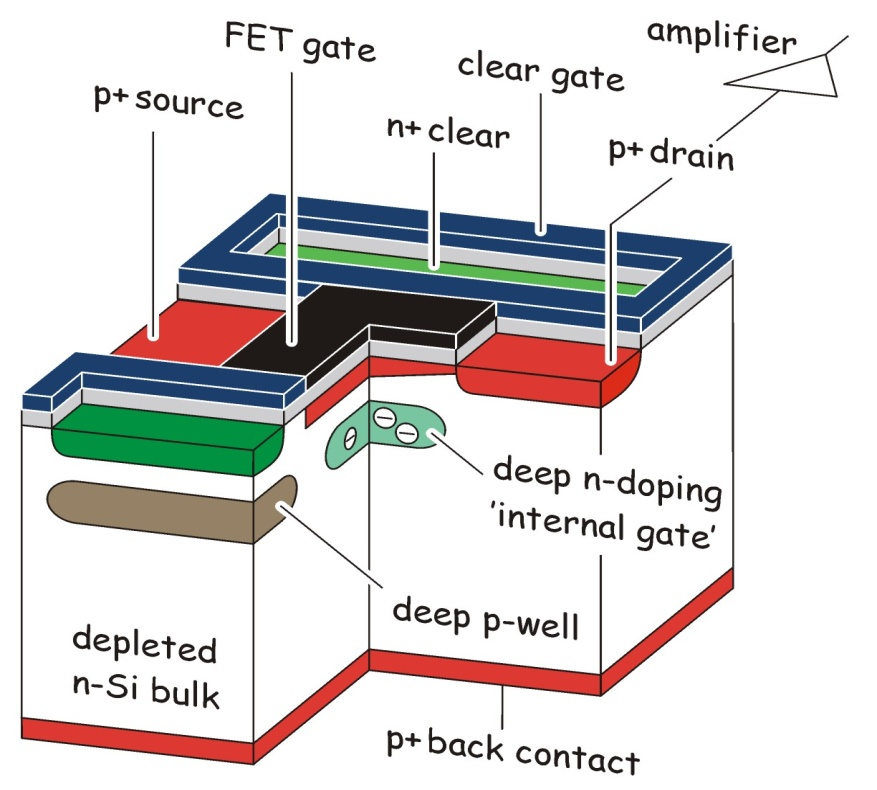 FET gate
amplifier
clear gate
p+ source
n+ clear
p+ drain
deep n-doping
'internal gate'
deep p-well
depleted
n-Si bulk
p+ back contact